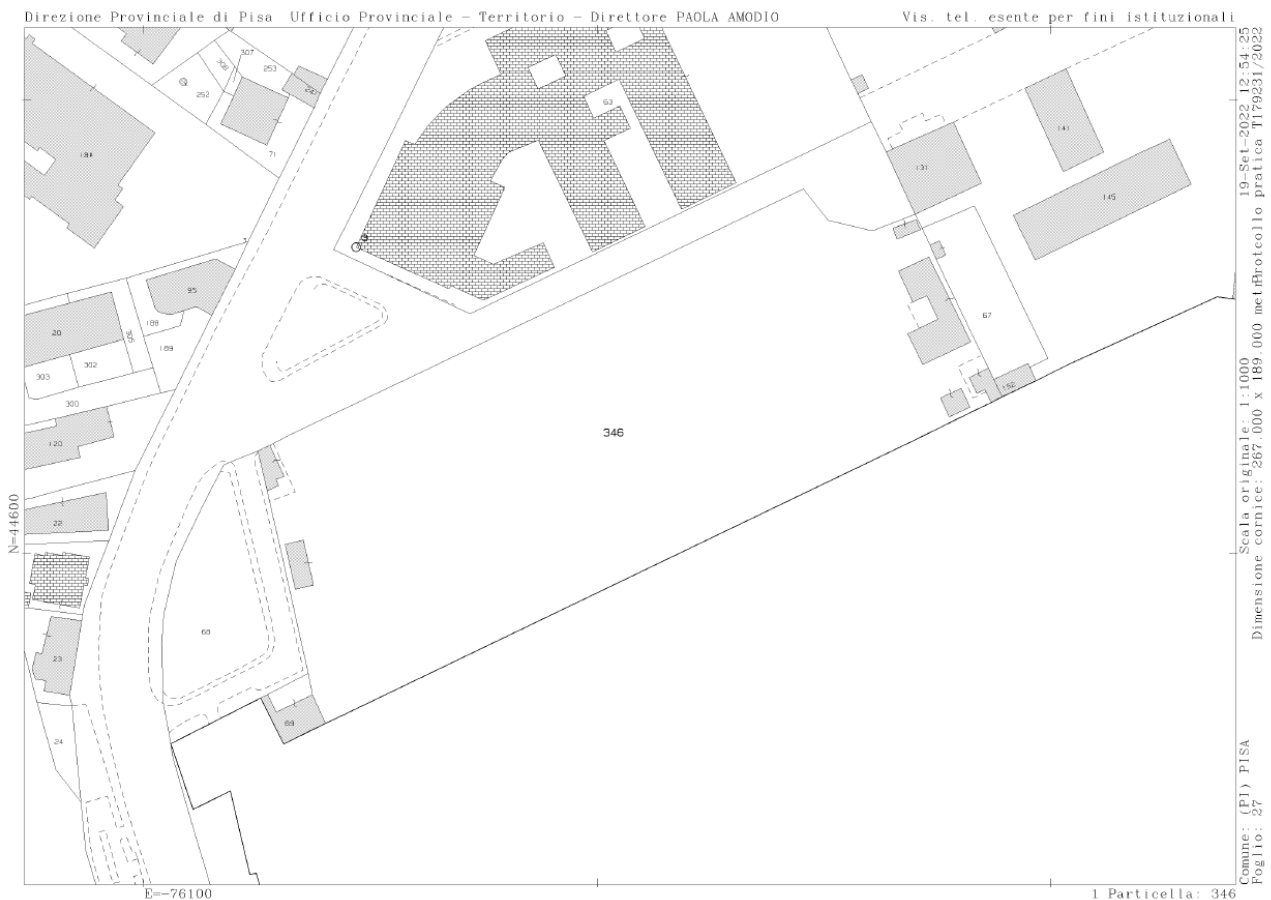 Direzione Provinciale di Pisa Ufficio Provinciale - Territorio - Direttore PAOLA AMODIO
Vis. tel. esente per fini istituzionali
307
308
253
252
71
63
131
141
145
95
188
189
305
20
302
303
300
67
152
346
120
22
68
23
69
24
N=44600
E=-76100
1 Particella: 346
19-Set-2022 12:54:25
Protocollo pratica T179231/2022
Scala originale: 1:1000
Dimensione cornice: 267.000 x 189.000 metri
Comune: (PI) PISA
Foglio: 27